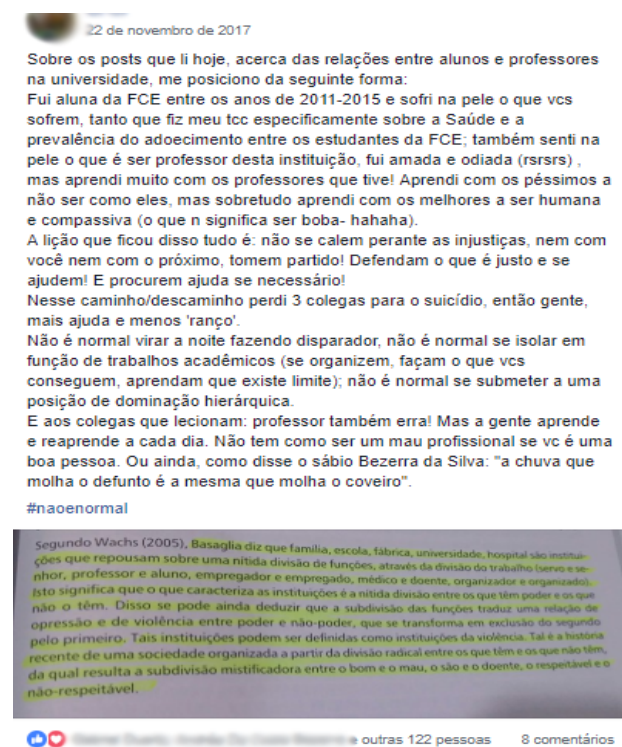 22 de novembro de 2017
Sobre os posts que li hoje, acerca das relações entre alunos e professores
na universidade, me posiciono da seguinte forma:
Fui aluna da FCE entre os anos de 2011-2015 e sofri na pele o que vcs
sofrem, tanto que fiz meu tcc especificamente sobre a Saúde e a
prevalência do adoecimento entre os estudantes da FCE; também senti na
pele o que é ser professor desta instituição, fui amada e odiada (rsrsrs) ,
mas aprendi muito com os professores que tive! Aprendi com os péssimos a
não ser como eles, mas sobretudo aprendi com os melhores a ser humana
e compassiva (o que n significa ser boba- hahaha).
A lição que ficou disso tudo é: não se calem perante as injustiças, nem com
você nem com o próximo, tomem partido! Defendam o que é justo e se
ajudem! E procurem ajuda se necessário!
Nesse caminho/descaminho perdi 3 colegas para o suicídio, então gente,
mais ajuda e menos 'ranço'.
Não é normal virar a noite fazendo disparador, não é normal se isolar em
função de trabalhos acadêmicos (se organizem, façam o que vcs
conseguem, aprendam que existe limite); não é normal se submeter a uma
posição de dominação hierárquica.
E aos colegas que lecionam: professor também erra! Mas a gente aprende
e reaprende a cada dia. Não tem como ser um mau profissional se vc é uma
boa pessoa. Ou ainda, como disse o sábio Bezerra da Silva: "a chuva que
molha o defunto é a mesma que molha o coveiro".
#naoenormal
Segundo Wachs (2005), Basaglia diz que família, escola, fábrica, universidade, hospital são institui-
ções que repousam sobre uma nítida divisão de funções, através da divisão do trabalho (servo e se-
nhor, professor e aluno, empregador e empregado, médico e doente, organizador e organizado).
Isto significa que o que caracteriza as instituições é a nítida divisão entre os que têm poder e os que
não o têm. Disso se pode ainda deduzir que a subdivisão das funções traduz uma relação de
opressão e de violência entre poder e não-poder, que se transforma em exclusão do segundo
pelo primeiro. Tais instituições podem ser definidas como instituições da violência. Tal é a história
recente de uma sociedade organizada a partir da divisão radical entre os que têm e os que não têm,
da qual resulta a subdivisão mistificadora entre o bom e o mau, o são e o doente, o respeitável e o
não-respeitável.
e outras 122 pessoas 8 comentários